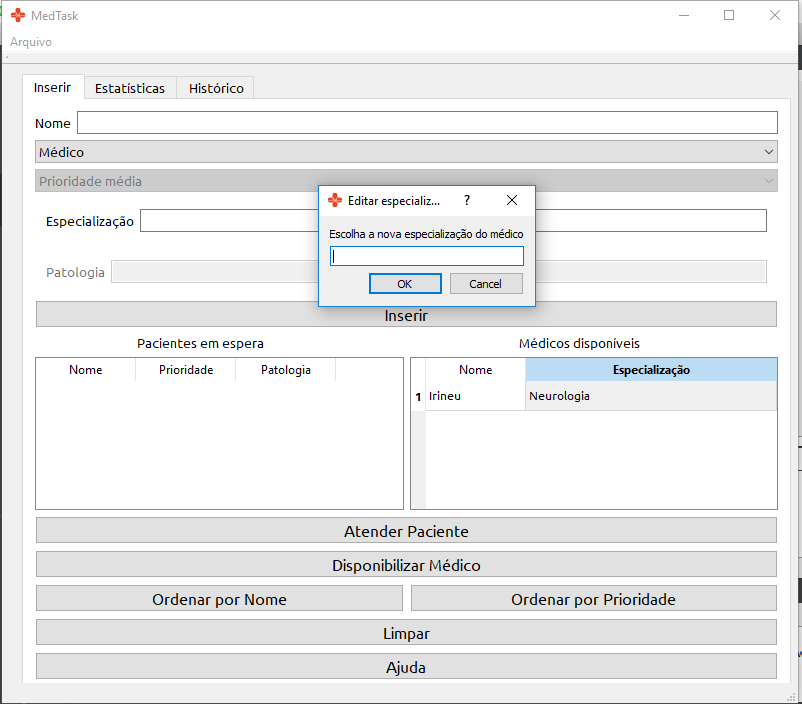 MedTask
Arquivo
Inserir Estatísticas Histórico
Nome
Médico
Prioridade média
Editar especializ... ?
Escolha a nova especialização do médico
OK Cancel
Especialização
Patologia
Inserir
Pacientes em espera Médicos disponíveis
Nome Prioridade Patologia Nome Especialização
1 Irineu Neurologia
Atender Paciente
Disponibilizar Médico
Ordenar por Nome Ordenar por Prioridade
Limpar
Ajuda